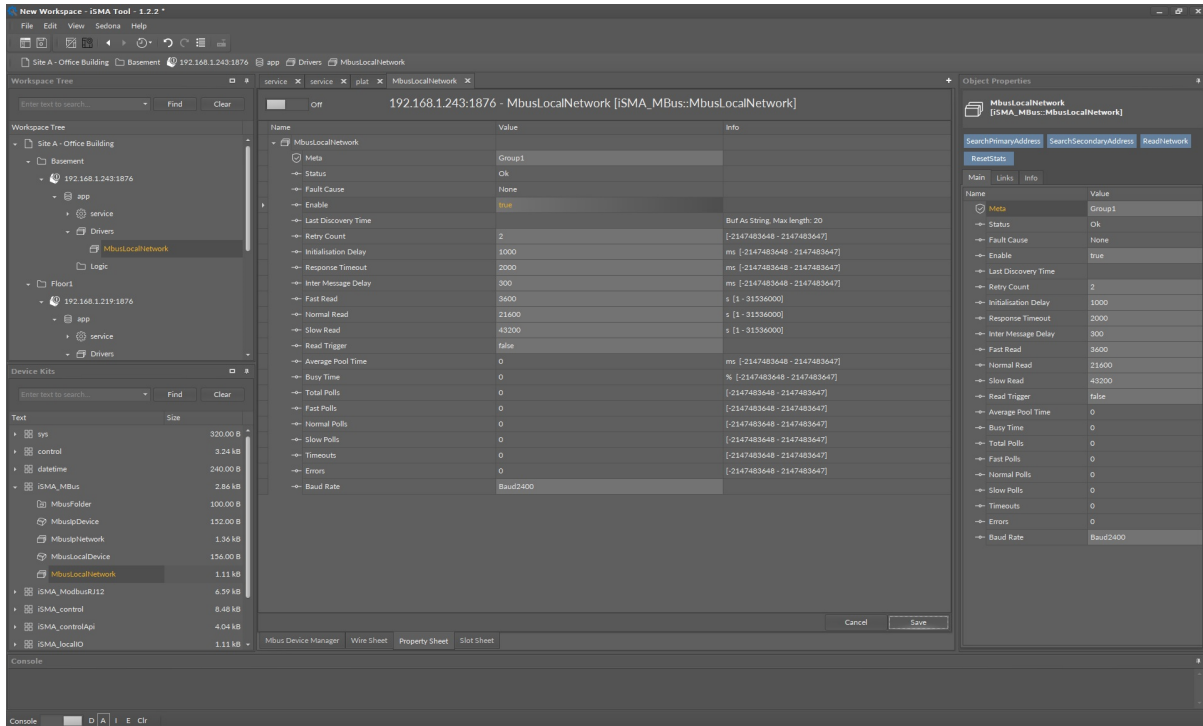 New Workspace - iSMA Tool - 1.2.2 *
File Edit View Sedona Help
Site A - Office Building Basement 192.168.1.243:1876 app Drivers MbusLocalNetwork
Workspace Tree
Enter text to search... Find Clear
Workspace Tree
Site A - Office Building
Basement
192.168.1.243:1876
app
service
Drivers
MbusLocalNetwork
Logic
Floor1
192.168.1.219:1876
app
service
Drivers
Device Kits
Enter text to search... Find Clear
Text Size
sys 320.00 B
control 3.24 kB
datetime 240.00 B
iSMA_MBus 2.86 kB
MbusFolder 100.00 B
MbusIpDevice 152.00 B
MbusIpNetwork 1.36 kB
MbusLocalDevice 156.00 B
MbusLocalNetwork 1.11 kB
iSMA_ModbusRJ12 6.59 kB
iSMA_control 8.48 kB
iSMA_controlApi 4.04 kB
iSMA_localIO 1.11 kB
service service plat MbusLocalNetwork
Off 192.168.1.243:1876 - MbusLocalNetwork [iSMA_MBus::MbusLocalNetwork]
Name Value Info
MbusLocalNetwork
Meta Group1
Status Ok
Fault Cause None
Enable true
Last Discovery Time Buf As String, Max length: 20
Retry Count 2 [-2147483648 - 2147483647]
Initialisation Delay 1000 ms [-2147483648 - 2147483647]
Response Timeout 2000 ms [-2147483648 - 2147483647]
Inter Message Delay 300 ms [-2147483648 - 2147483647]
Fast Read 3600 s [1 - 31536000]
Normal Read 21600 s [1 - 31536000]
Slow Read 43200 s [1 - 31536000]
Read Trigger false
Average Pool Time 0 ms [-2147483648 - 2147483647]
Busy Time 0 % [-2147483648 - 2147483647]
Total Polls 0 [-2147483648 - 2147483647]
Fast Polls 0 [-2147483648 - 2147483647]
Normal Polls 0 [-2147483648 - 2147483647]
Slow Polls 0 [-2147483648 - 2147483647]
Timeouts 0 [-2147483648 - 2147483647]
Errors 0 [-2147483648 - 2147483647]
Baud Rate Baud2400
Cancel Save
Mbus Device Manager Wire Sheet Property Sheet Slot Sheet
Object Properties
MbusLocalNetwork
[iSMA_MBus::MbusLocalNetwork]
SearchPrimaryAddress SearchSecondaryAddress ReadNetwork
ResetStats
Main Links Info
Name Value
Meta Group1
Status Ok
Fault Cause None
Enable true
Last Discovery Time
Retry Count 2
Initialisation Delay 1000
Response Timeout 2000
Inter Message Delay 300
Fast Read 3600
Normal Read 21600
Slow Read 43200
Read Trigger false
Average Pool Time 0
Busy Time 0
Total Polls 0
Fast Polls 0
Normal Polls 0
Slow Polls 0
Timeouts 0
Errors 0
Baud Rate Baud2400
Console
Console D A I E Clr